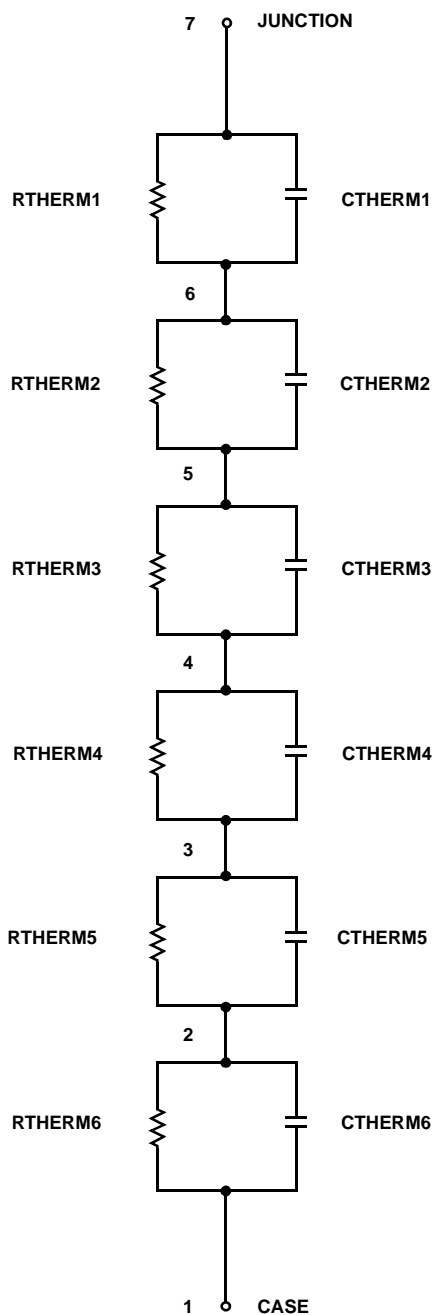 7 JUNCTION
RTHERM1 CTHERM1
6
RTHERM2 CTHERM2
5
RTHERM3 CTHERM3
4
RTHERM4 CTHERM4
3
RTHERM5 CTHERM5
2
RTHERM6 CTHERM6
1 CASE